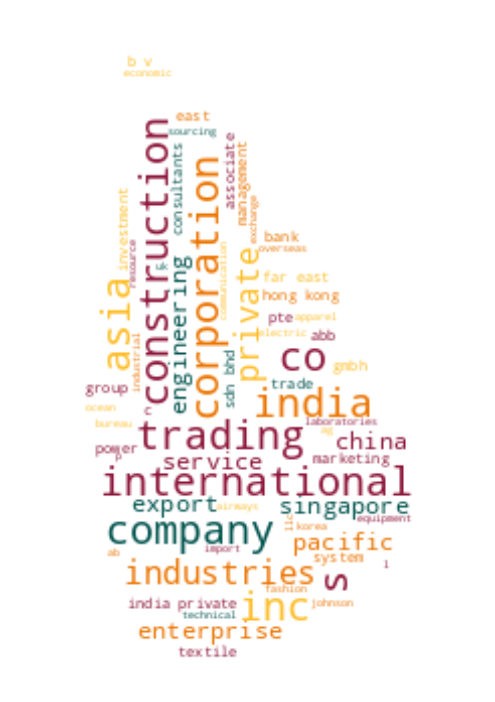 b v
economic
east
sourcing
construction
corporation
consultants
associate
management
investment
resource
exchange
bank
overseas
uk
communication
private
engineering
asia
far east
hong kong
pte
apparel
industrial
electric
abb
co
gmbh
sdn bhd
trade
group
india
c
ocean
bureau
laboratories
ag
trading
china
power
p
service
marketing
international
export
airways
singapore
equipment
llc
korea
company
pacific
import
ab
system
l
industries
s
fashion
india private
inc
johnson
technical
enterprise
textile